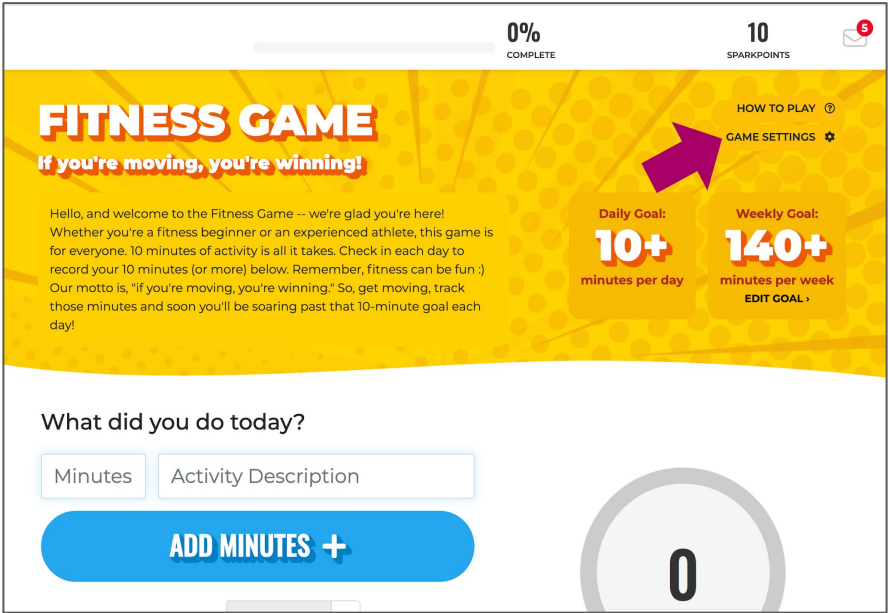 0%
COMPLETE
10
SPARKPOINTS
5
FITNESS GAME
If you're moving, you're winning!
HOW TO PLAY
GAME SETTINGS
Hello, and welcome to the Fitness Game -- we're glad you're here!
Whether you're a fitness beginner or an experienced athlete, this game is
for everyone. 10 minutes of activity is all it takes. Check in each day to
record your 10 minutes (or more) below. Remember, fitness can be fun :)
Our motto is, "if you're moving, you're winning." So, get moving, track
those minutes and soon you'll be soaring past that 10-minute goal each
day!
Daily Goal:
10+
minutes per day
Weekly Goal:
140+
minutes per week
EDIT GOAL ›
What did you do today?
Minutes
Activity Description
ADD MINUTES +
0